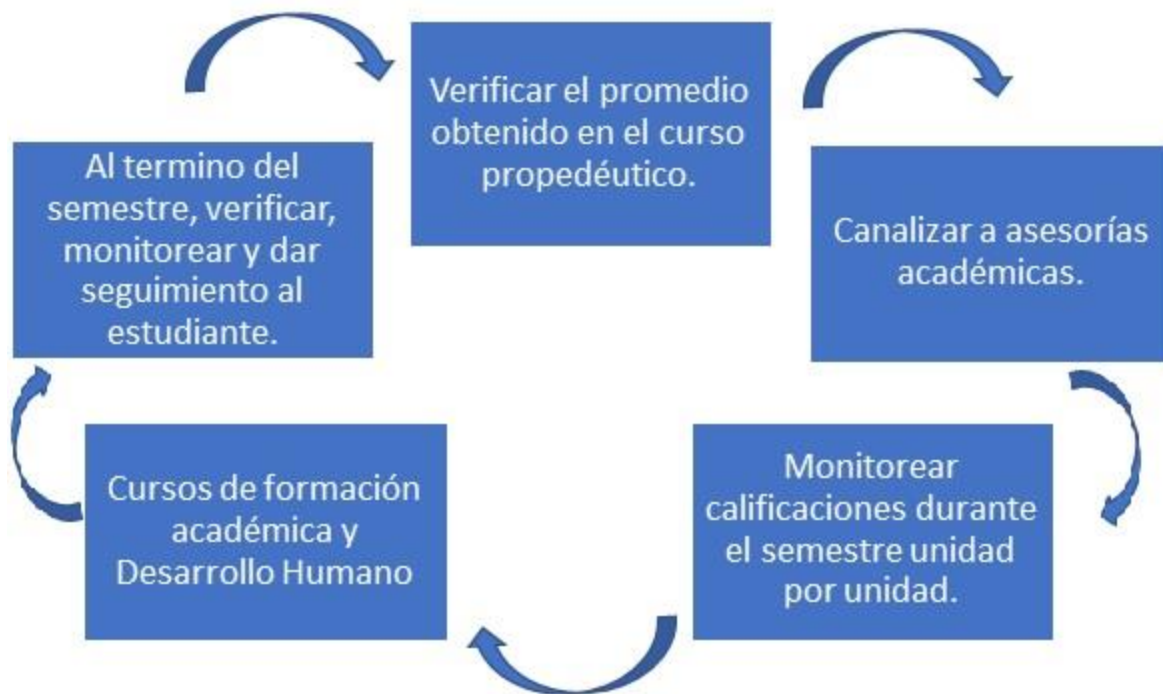 Verificar el promedio
obtenido en el curso
propedéutico.
Canalizar a asesorías
académicas.
Monitorear
calificaciones durante
el semestre unidad
por unidad.
Cursos de formación
académica y
Desarrollo Humano
Al termino del
semestre, verificar,
monitorear y dar
seguimiento al
estudiante.